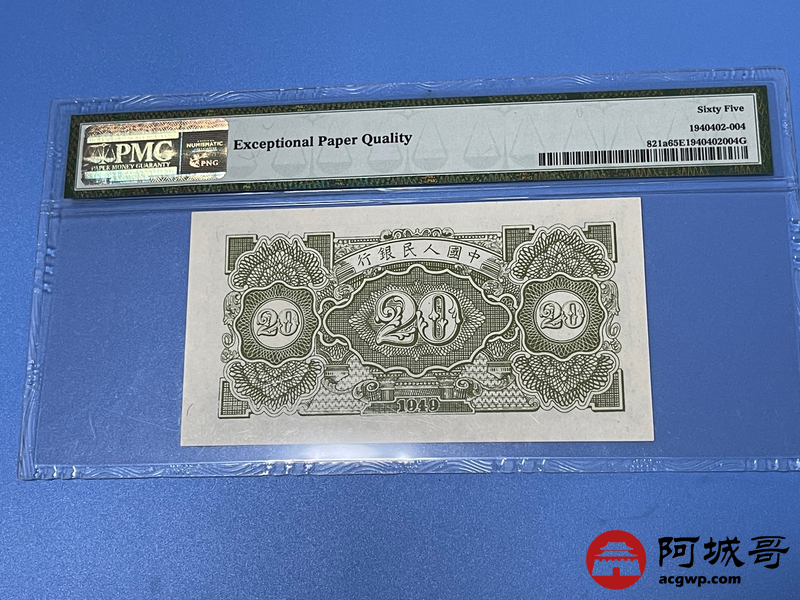 PMG
PAPER MONEY GUARANTY
NUMISMATIC
PNG
Exceptional Paper Quality
Sixty Five
1940402-004
821a65E1940402004G
行銀民人國中
20
20
20
1949
阿城哥
acgwp.com